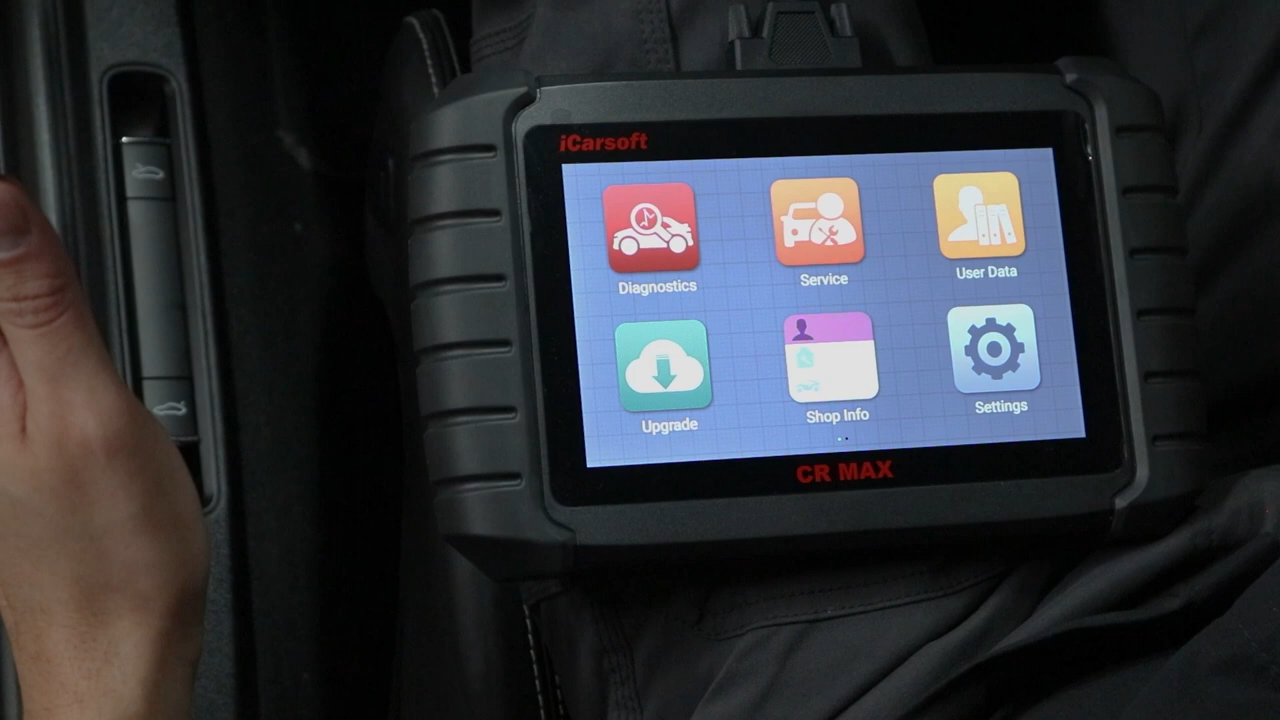 iCarsoft
Diagnostics
Service
User Data
Upgrade
Shop Info
Settings
CR MAX